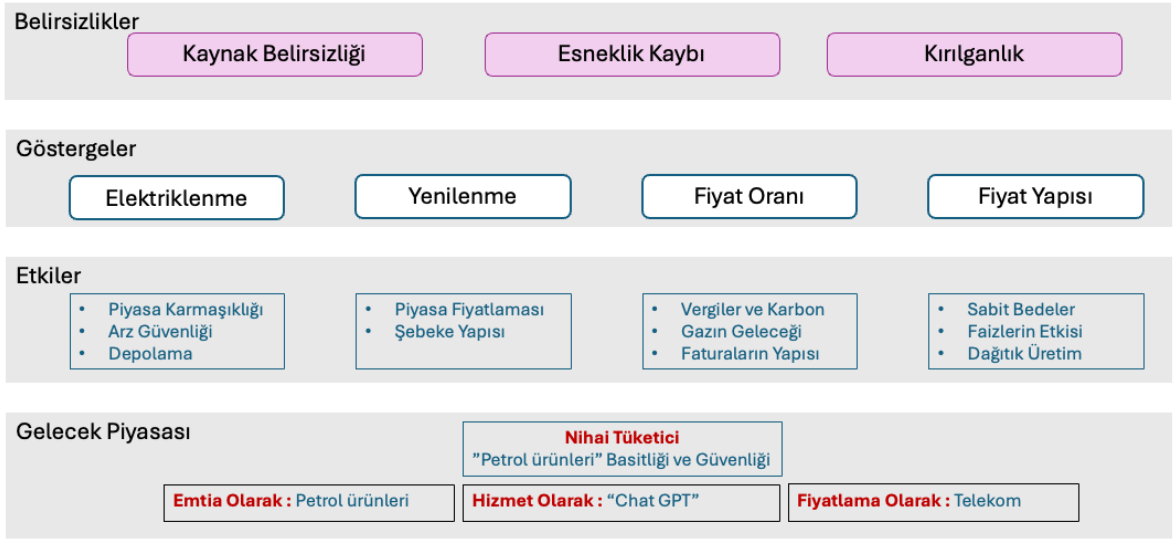 Belirsizlikler
Kaynak Belirsizliği
Esneklik Kaybı
Kırılganlık
Göstergeler
Elektriklenme
Yenilenme
Fiyat Oranı
Fiyat Yapısı
Etkiler
• Piyasa Karmaşıklığı
• Arz Güvenliği
• Depolama
• Piyasa Fiyatlaması
• Şebeke Yapısı
• Vergiler ve Karbon
• Gazın Geleceği
• Faturaların Yapısı
• Sabit Bedeler
• Faizlerin Etkisi
• Dağıtık Üretim
Gelecek Piyasası
Nihai Tüketici
”Petrol ürünleri” Basitliği ve Güvenliği
Emtia Olarak : Petrol ürünleri
Hizmet Olarak : “Chat GPT”
Fiyatlama Olarak : Telekom